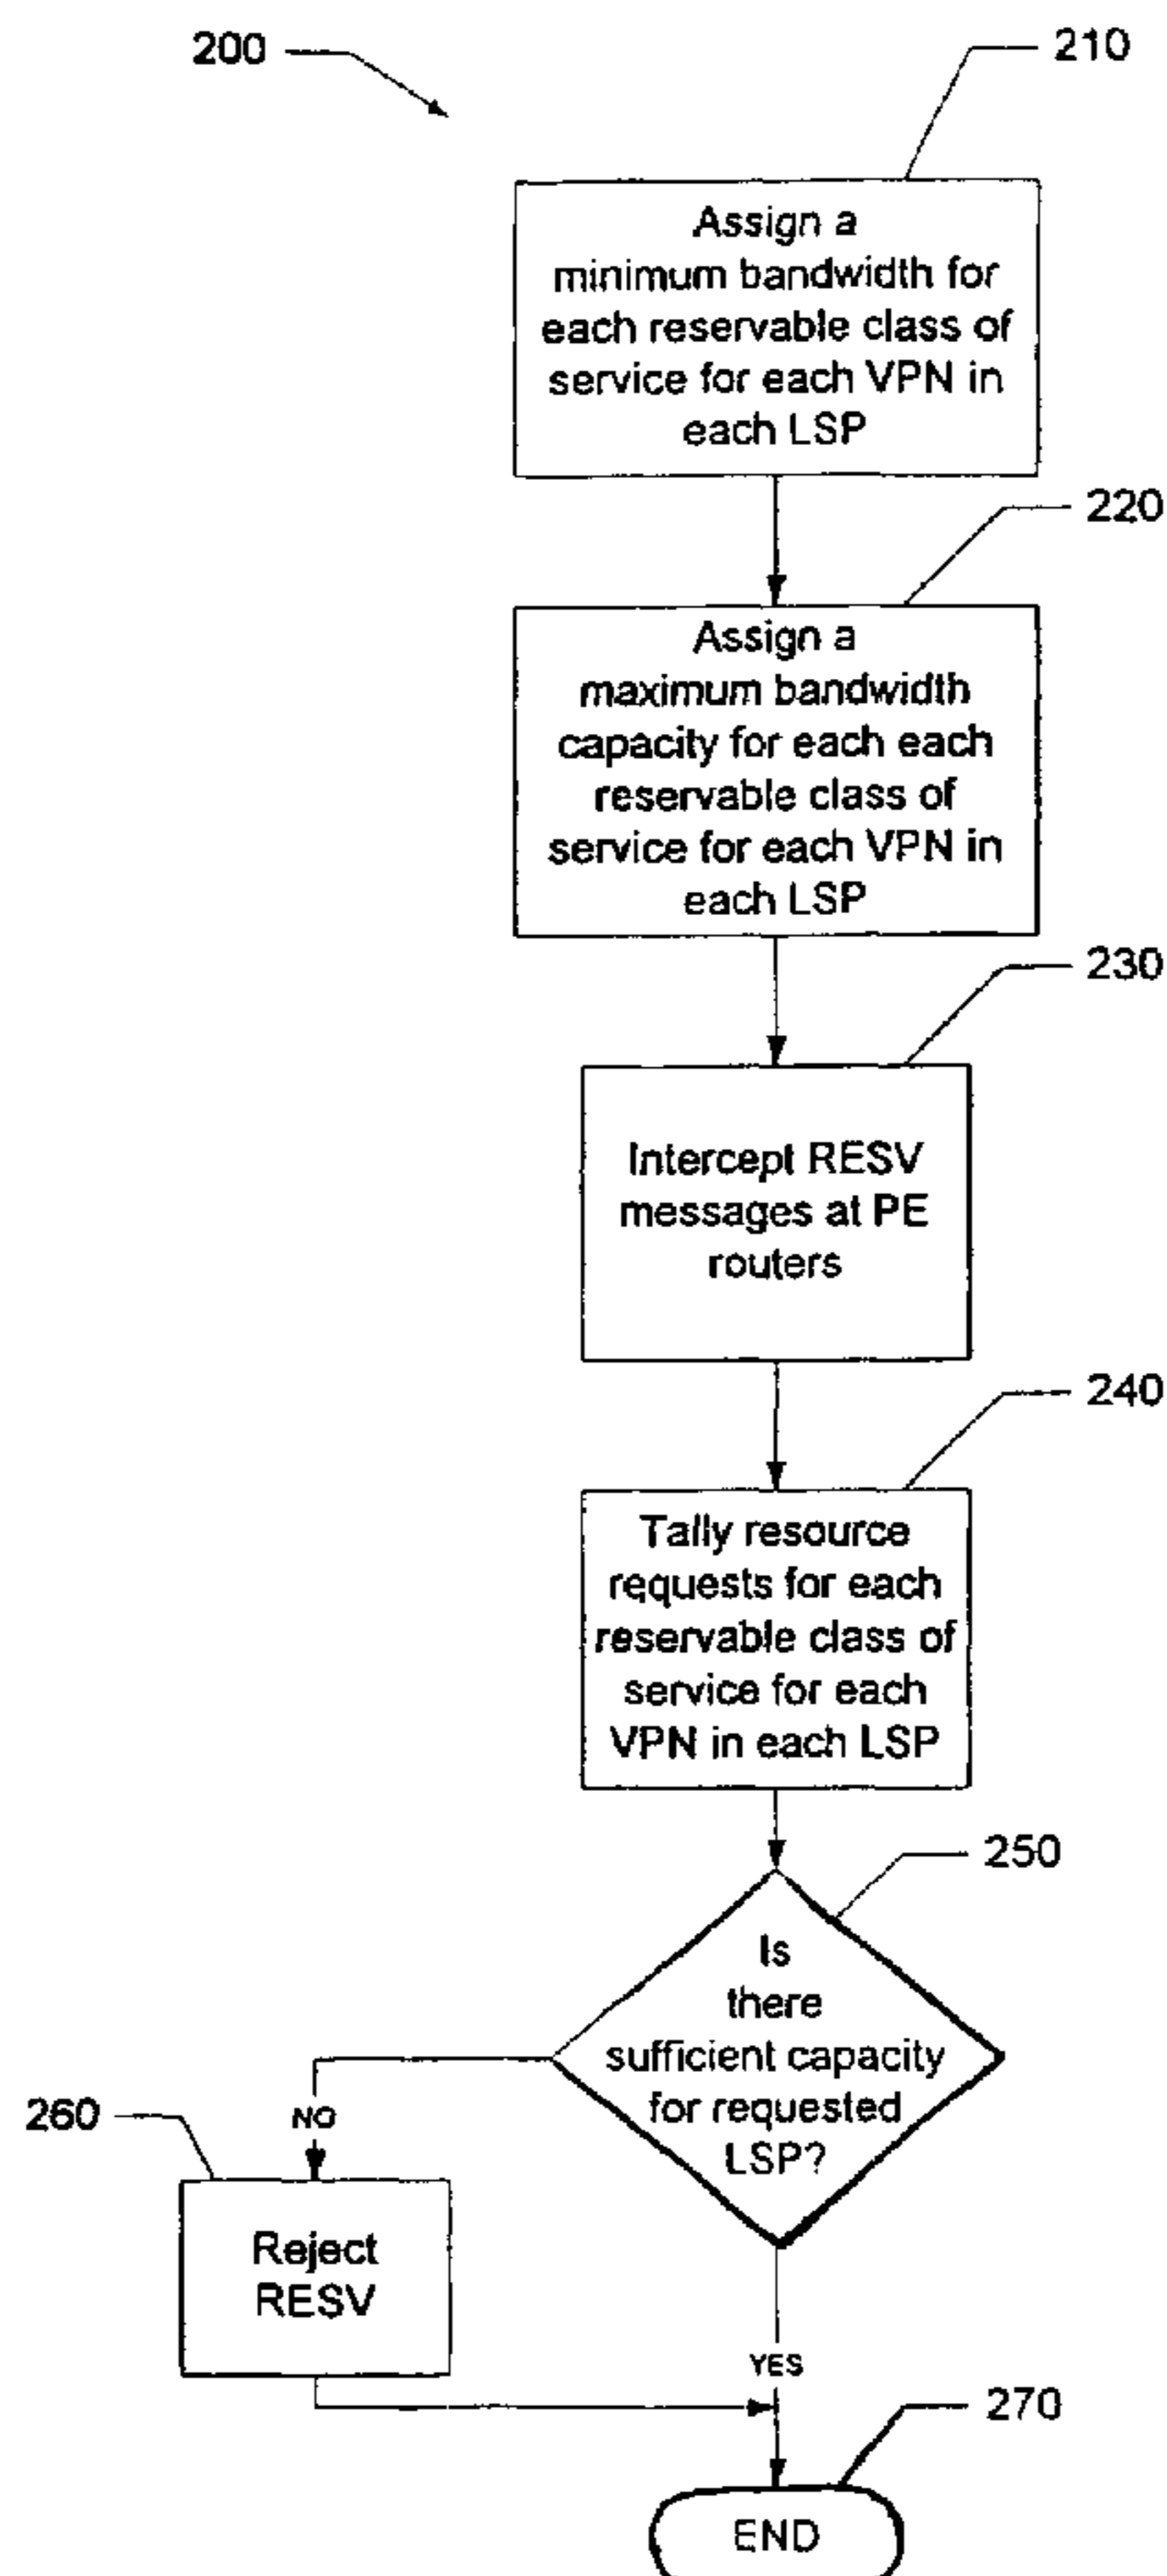 200
210
Assign a
minimum bandwidth for
each reservable class of
service for each VPN in
each LSP
220
Assign a
maximum bandwidth
capacity for each each
reservable class of
service for each VPN in
each LSP
230
Intercept RESV
messages at PE
routers
240
Tally resource
requests for each
reservable class of
service for each
VPN in each LSP
250
Is
there
sufficient capacity
for requested
LSP?
260
NO
Reject
RESV
YES
270
END